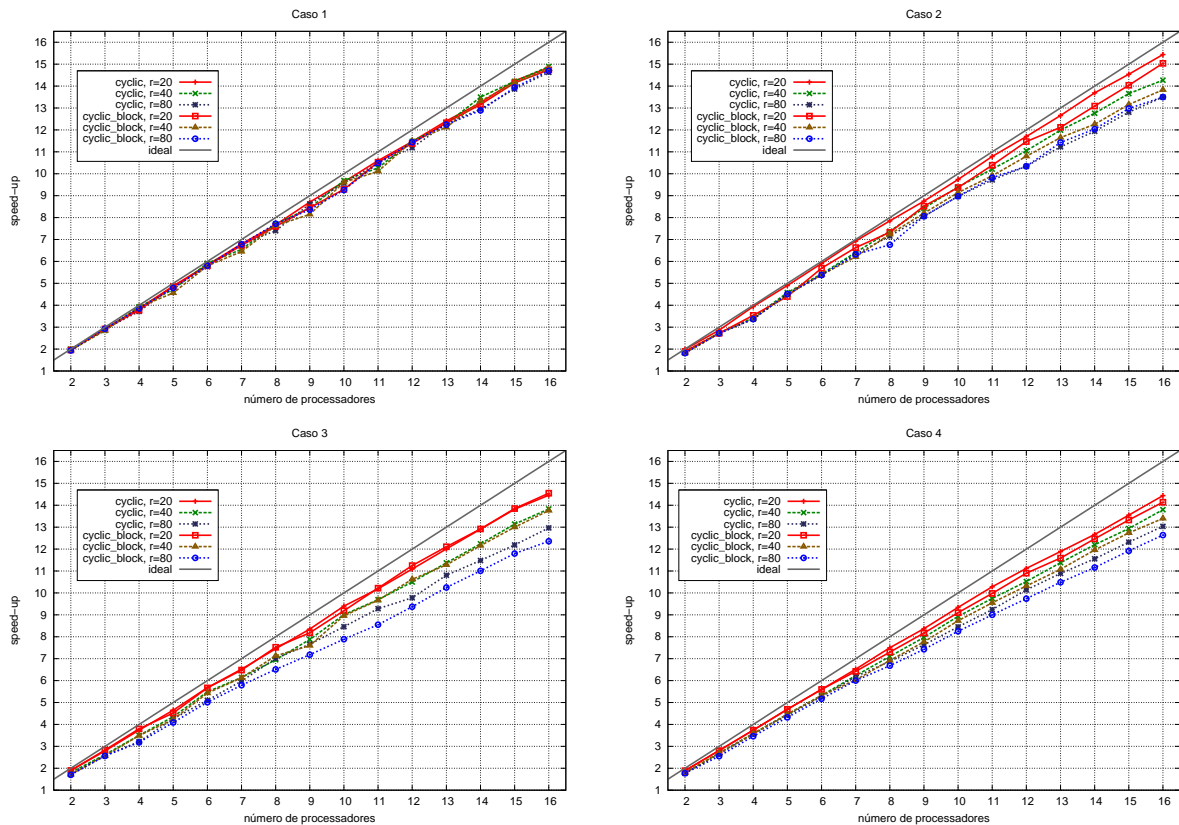 Caso 1
16
15
14
13
12
11
10
9
8
7
6
5
4
3
2
1
speed-up
cyclic, r=20
cyclic, r=40
cyclic, r=80
cyclic_block, r=20
cyclic_block, r=40
cyclic_block, r=80
ideal
2 3 4 5 6 7 8 9 10 11 12 13 14 15 16
número de processadores
Caso 2
16
15
14
13
12
11
10
9
8
7
6
5
4
3
2
1
speed-up
cyclic, r=20
cyclic, r=40
cyclic, r=80
cyclic_block, r=20
cyclic_block, r=40
cyclic_block, r=80
ideal
2 3 4 5 6 7 8 9 10 11 12 13 14 15 16
número de processadores
Caso 3
16
15
14
13
12
11
10
9
8
7
6
5
4
3
2
1
speed-up
cyclic, r=20
cyclic, r=40
cyclic, r=80
cyclic_block, r=20
cyclic_block, r=40
cyclic_block, r=80
ideal
2 3 4 5 6 7 8 9 10 11 12 13 14 15 16
número de processadores
Caso 4
16
15
14
13
12
11
10
9
8
7
6
5
4
3
2
1
speed-up
cyclic, r=20
cyclic, r=40
cyclic, r=80
cyclic_block, r=20
cyclic_block, r=40
cyclic_block, r=80
ideal
2 3 4 5 6 7 8 9 10 11 12 13 14 15 16
número de processadores